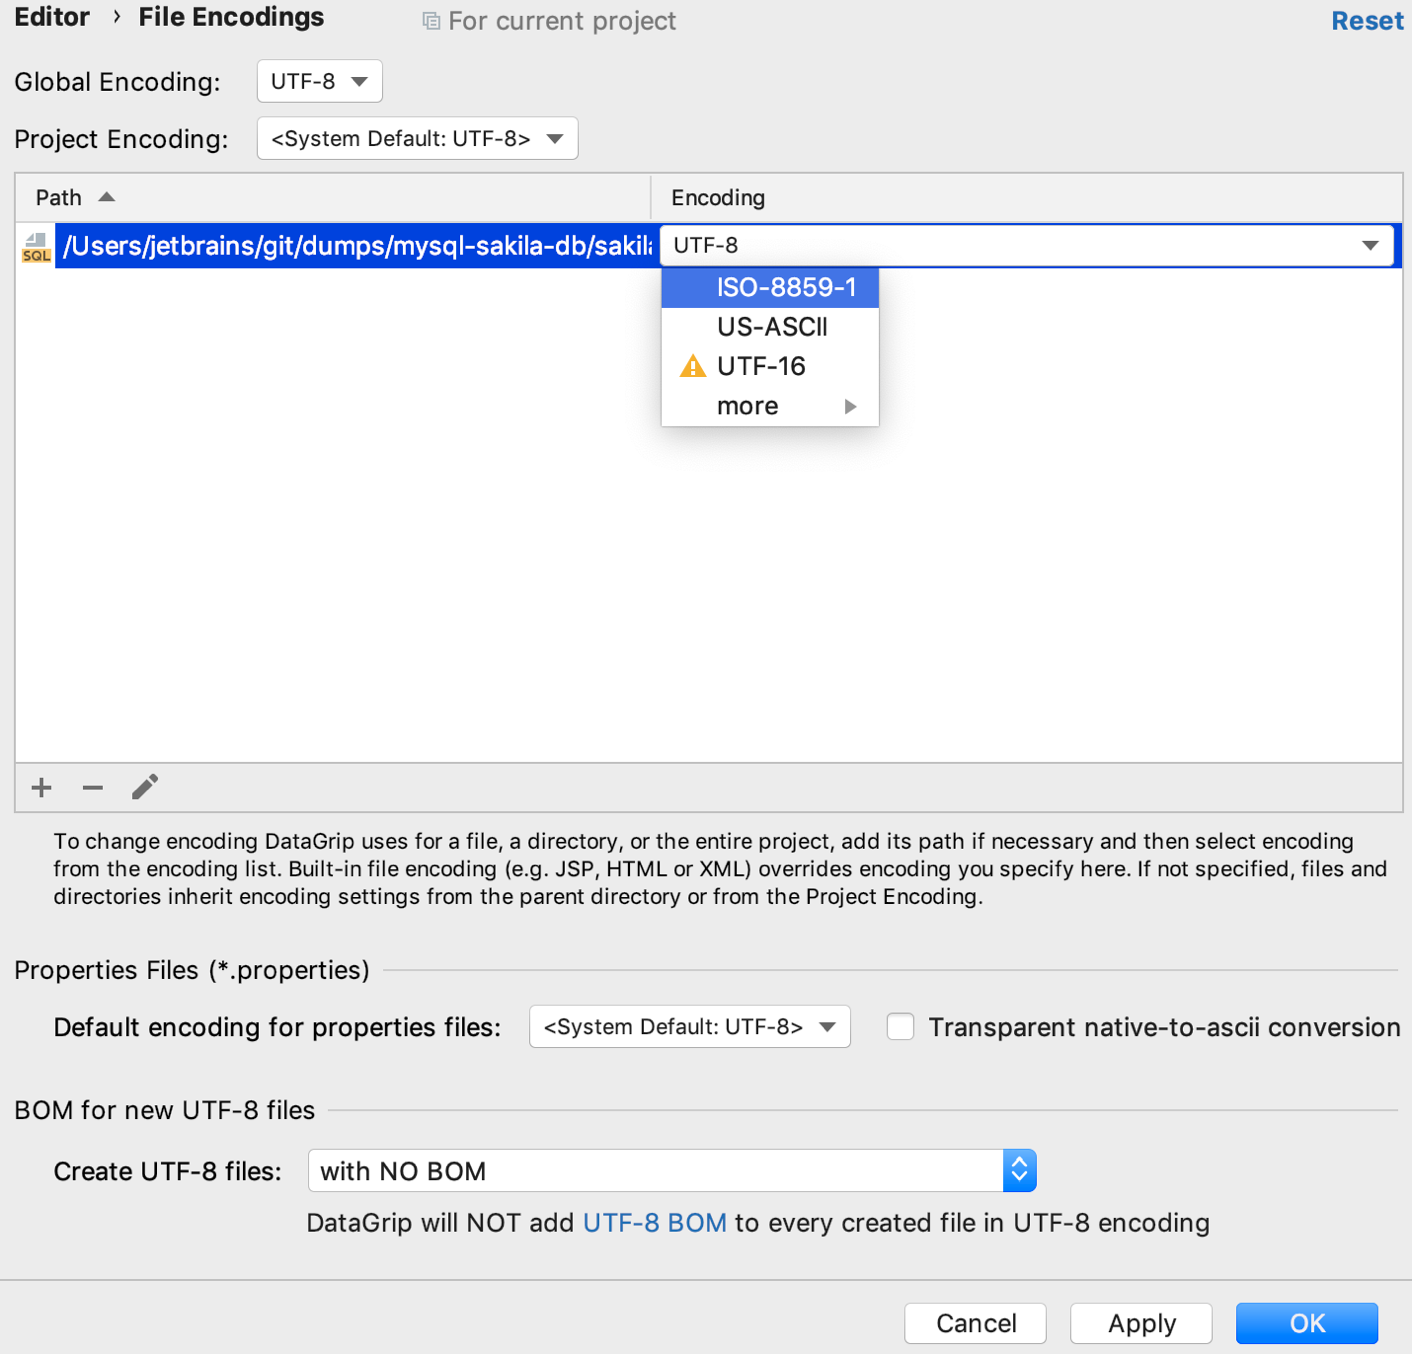 Editor › File Encodings For current project Reset
Global Encoding: UTF-8
Project Encoding: <System Default: UTF-8>
Path Encoding
SQL /Users/jetbrains/git/dumps/mysql-sakila-db/sakila UTF-8
ISO-8859-1
US-ASCII
UTF-16
more
To change encoding DataGrip uses for a file, a directory, or the entire project, add its path if necessary and then select encoding
from the encoding list. Built-in file encoding (e.g. JSP, HTML or XML) overrides encoding you specify here. If not specified, files and
directories inherit encoding settings from the parent directory or from the Project Encoding.
Properties Files (*.properties)
Default encoding for properties files: <System Default: UTF-8> Transparent native-to-ascii conversion
BOM for new UTF-8 files
Create UTF-8 files: with NO BOM
DataGrip will NOT add UTF-8 BOM to every created file in UTF-8 encoding
Cancel Apply OK